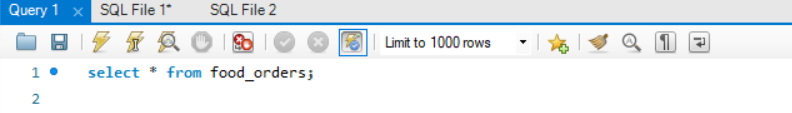 Query 1 SQL File 1* SQL File 2
Limit to 1000 rows
1 select * from food_orders;
2